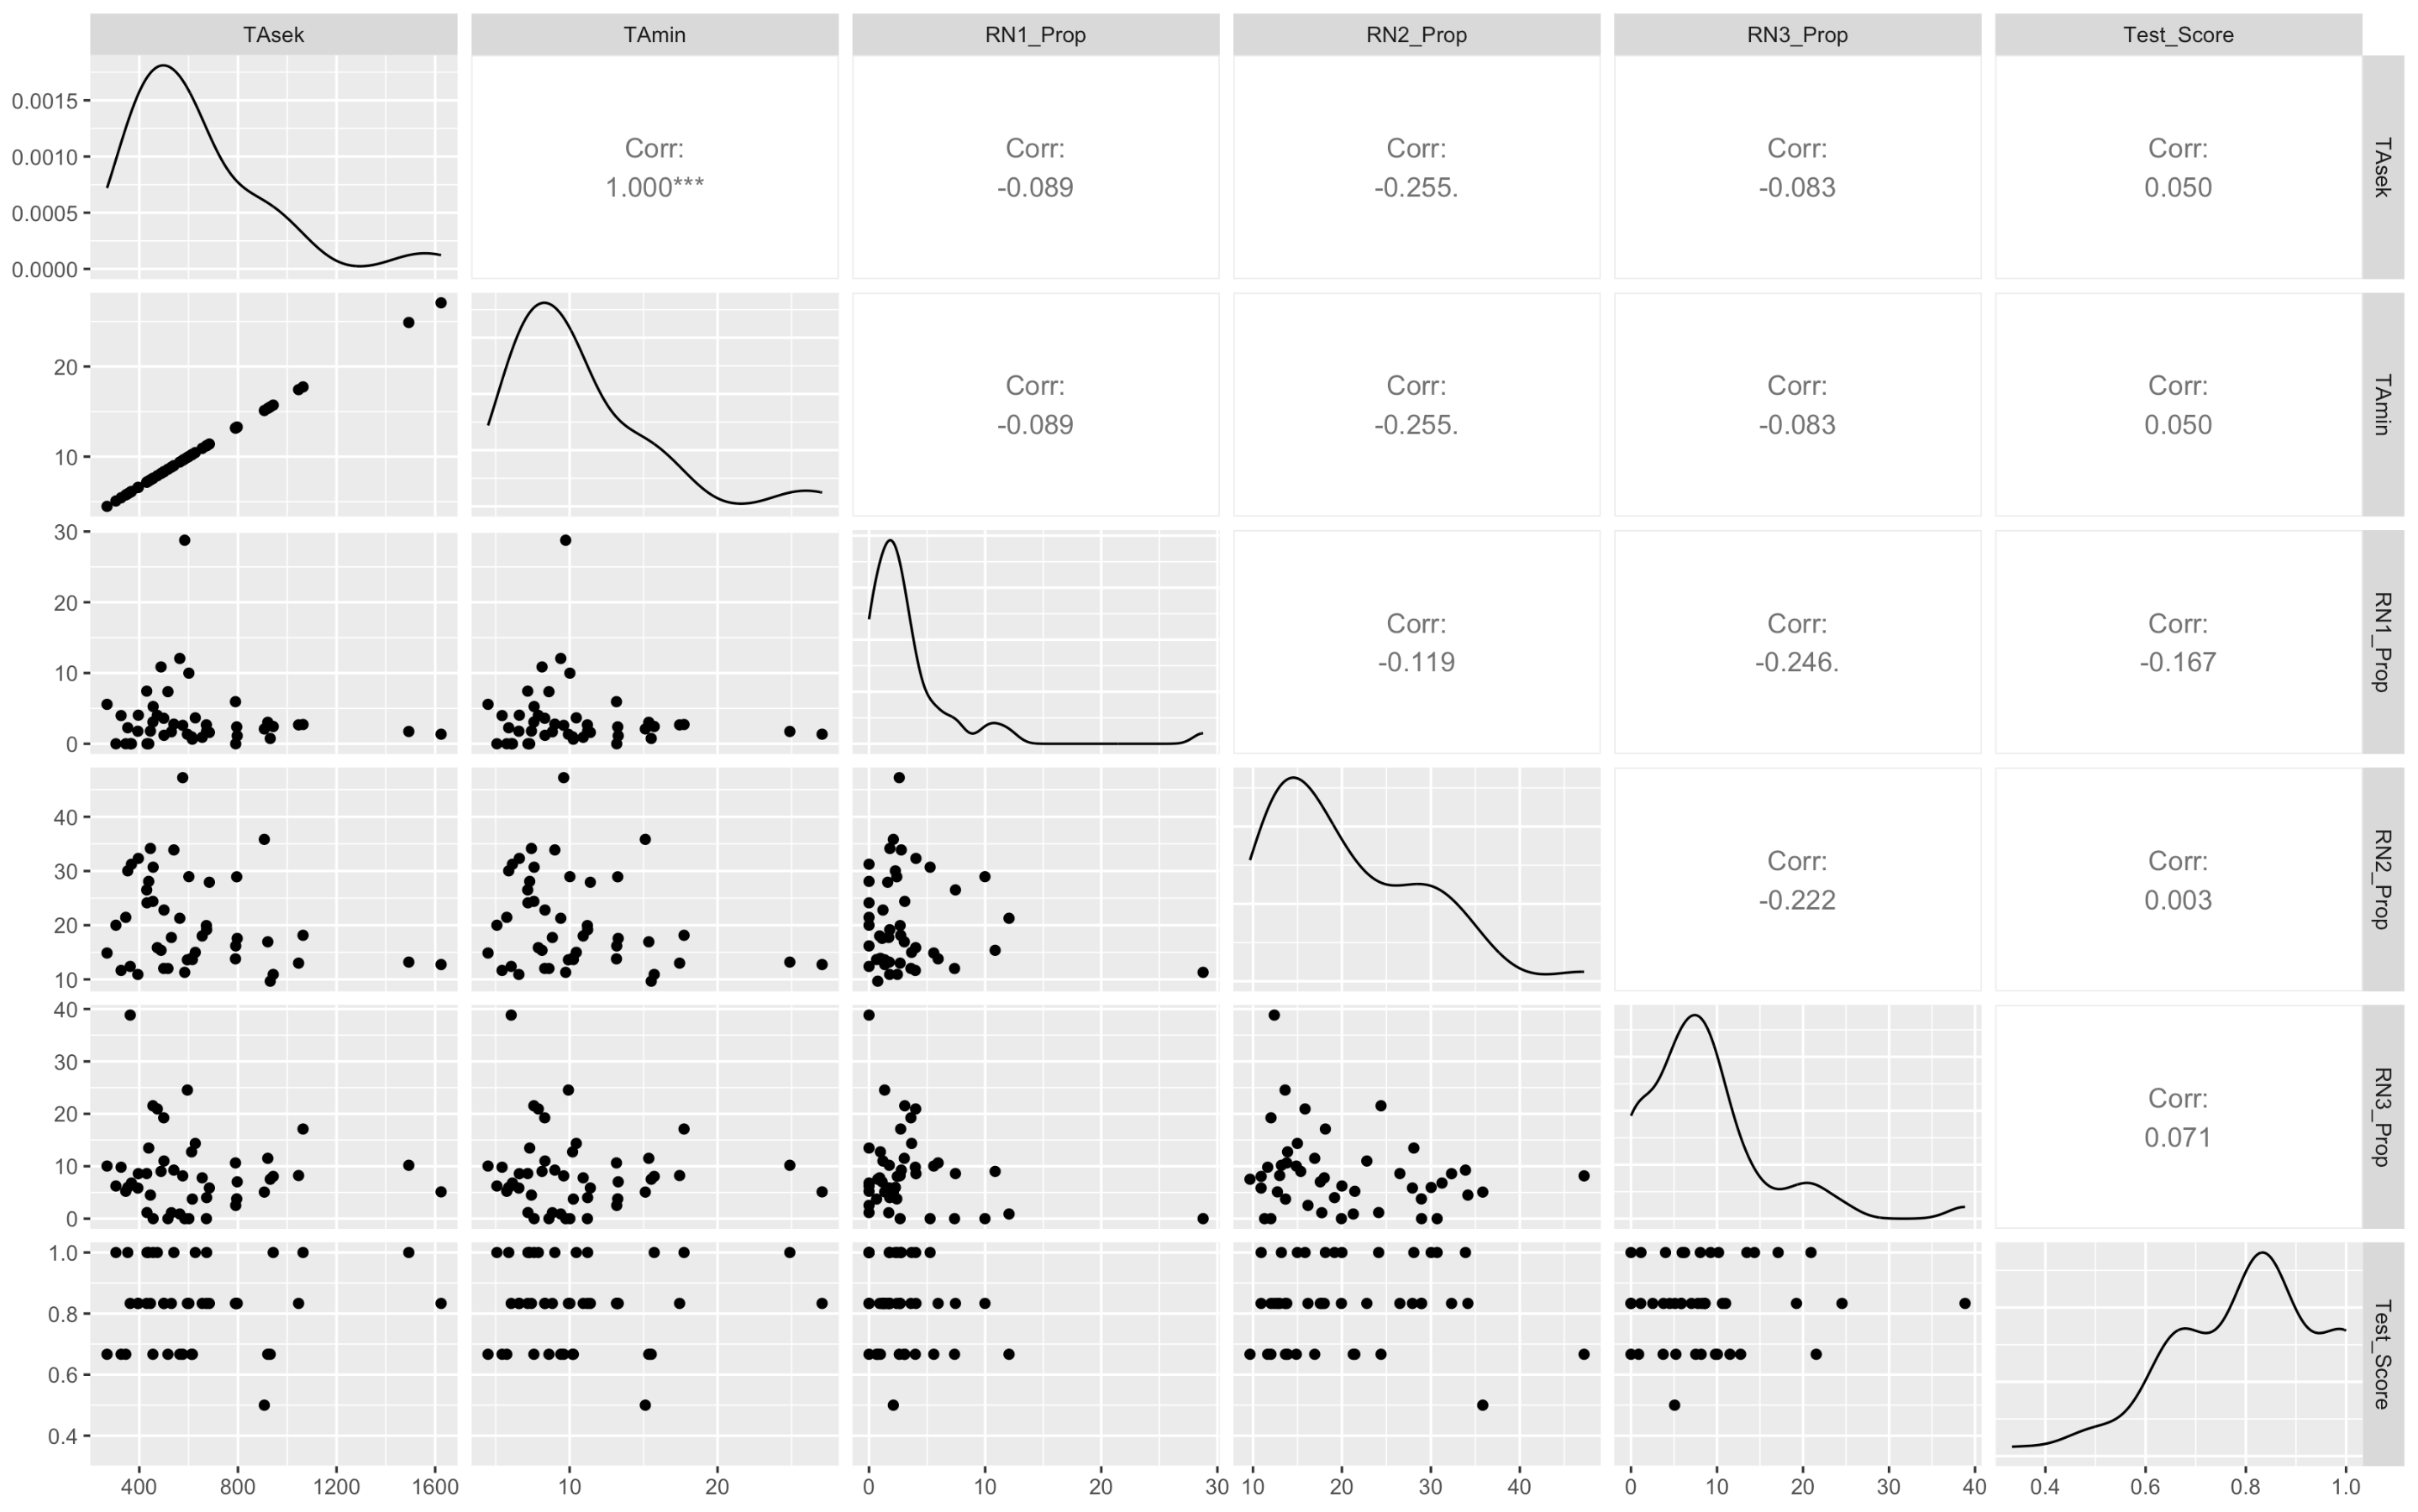 TAsek TAmin RN1_Prop RN2_Prop RN3_Prop Test_Score
0.0015
0.0010
0.0005
0.0000
Corr:
1.000***
Corr:
-0.089
Corr:
-0.255.
Corr:
-0.083
Corr:
0.050
TAsek
20
10
Corr:
-0.089
Corr:
-0.255.
Corr:
-0.083
Corr:
0.050
TAmin
30
20
10
0
Corr:
-0.119
Corr:
-0.246.
Corr:
-0.167
RN1_Prop
40
30
20
10
Corr:
-0.222
Corr:
0.003
RN2_Prop
40
30
20
10
0
Corr:
0.071
RN3_Prop
1.0
0.8
0.6
0.4
Test_Score
400 800 1200 1600 10 20 0 10 20 30 10 20 30 40 0 10 20 30 40 0.4 0.6 0.8 1.0